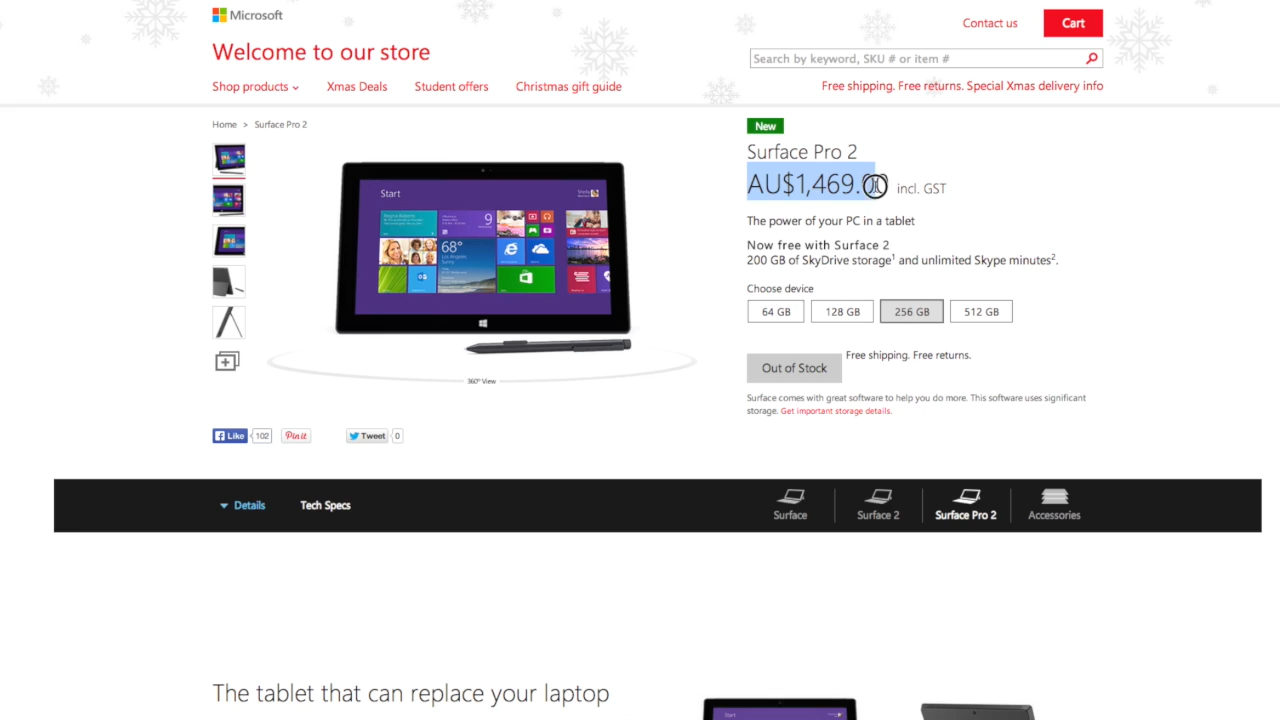 Microsoft
Contact us
Cart
Welcome to our store
Search by keyword, SKU # or item #
Shop products
Xmas Deals
Student offers
Christmas gift guide
Free shipping. Free returns. Special Xmas delivery info
Home > Surface Pro 2
New
Surface Pro 2
AU$1,469.00 incl. GST
Start
9
68°
The power of your PC in a tablet
Now free with Surface 2
200 GB of SkyDrive storage1 and unlimited Skype minutes2.
Choose device
64 GB
128 GB
256 GB
512 GB
Out of Stock
Free shipping. Free returns.
360º View
Surface comes with great software to help you do more. This software uses significant
storage. Get important storage details.
Like
102
Pin it
Tweet
0
Details
Tech Specs
Surface
Surface 2
Surface Pro 2
Accessories
The tablet that can replace your laptop
Start